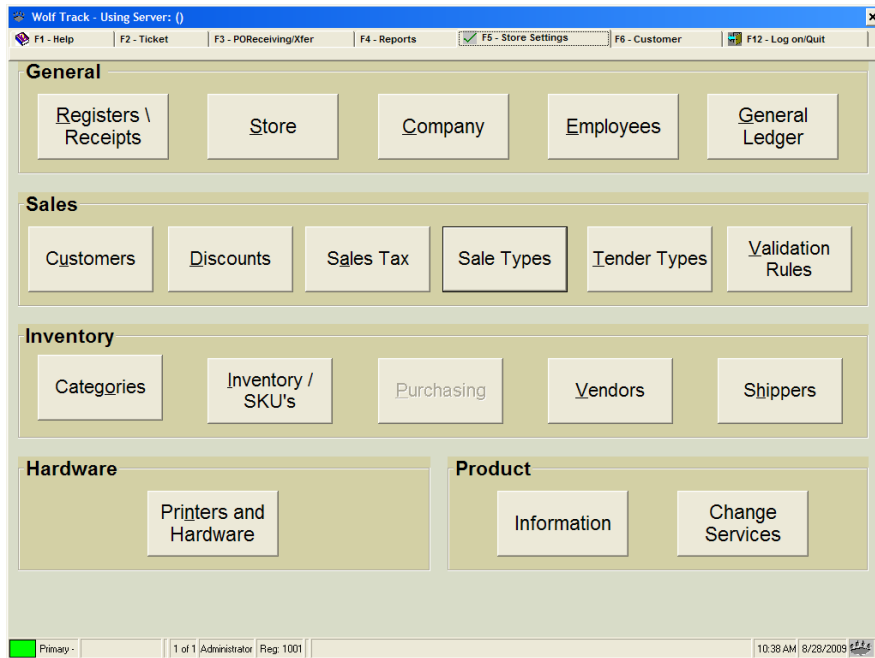 Wolf Track - Using Server: ()
F1 - Help F2 - Ticket F3 - POReceiving/Xfer F4 - Reports F5 - Store Settings F6 - Customer F12 - Log on/Quit
General
Registers \
Receipts
Store
Company
Employees
General
Ledger
Sales
Customers
Discounts
Sales Tax
Sale Types
Tender Types
Validation
Rules
Inventory
Categories
Inventory /
SKU's
Purchasing
Vendors
Shippers
Hardware
Printers and
Hardware
Product
Information
Change
Services
Primary - 1 of 1 Administrator Reg: 1001 10:38 AM 8/28/2009